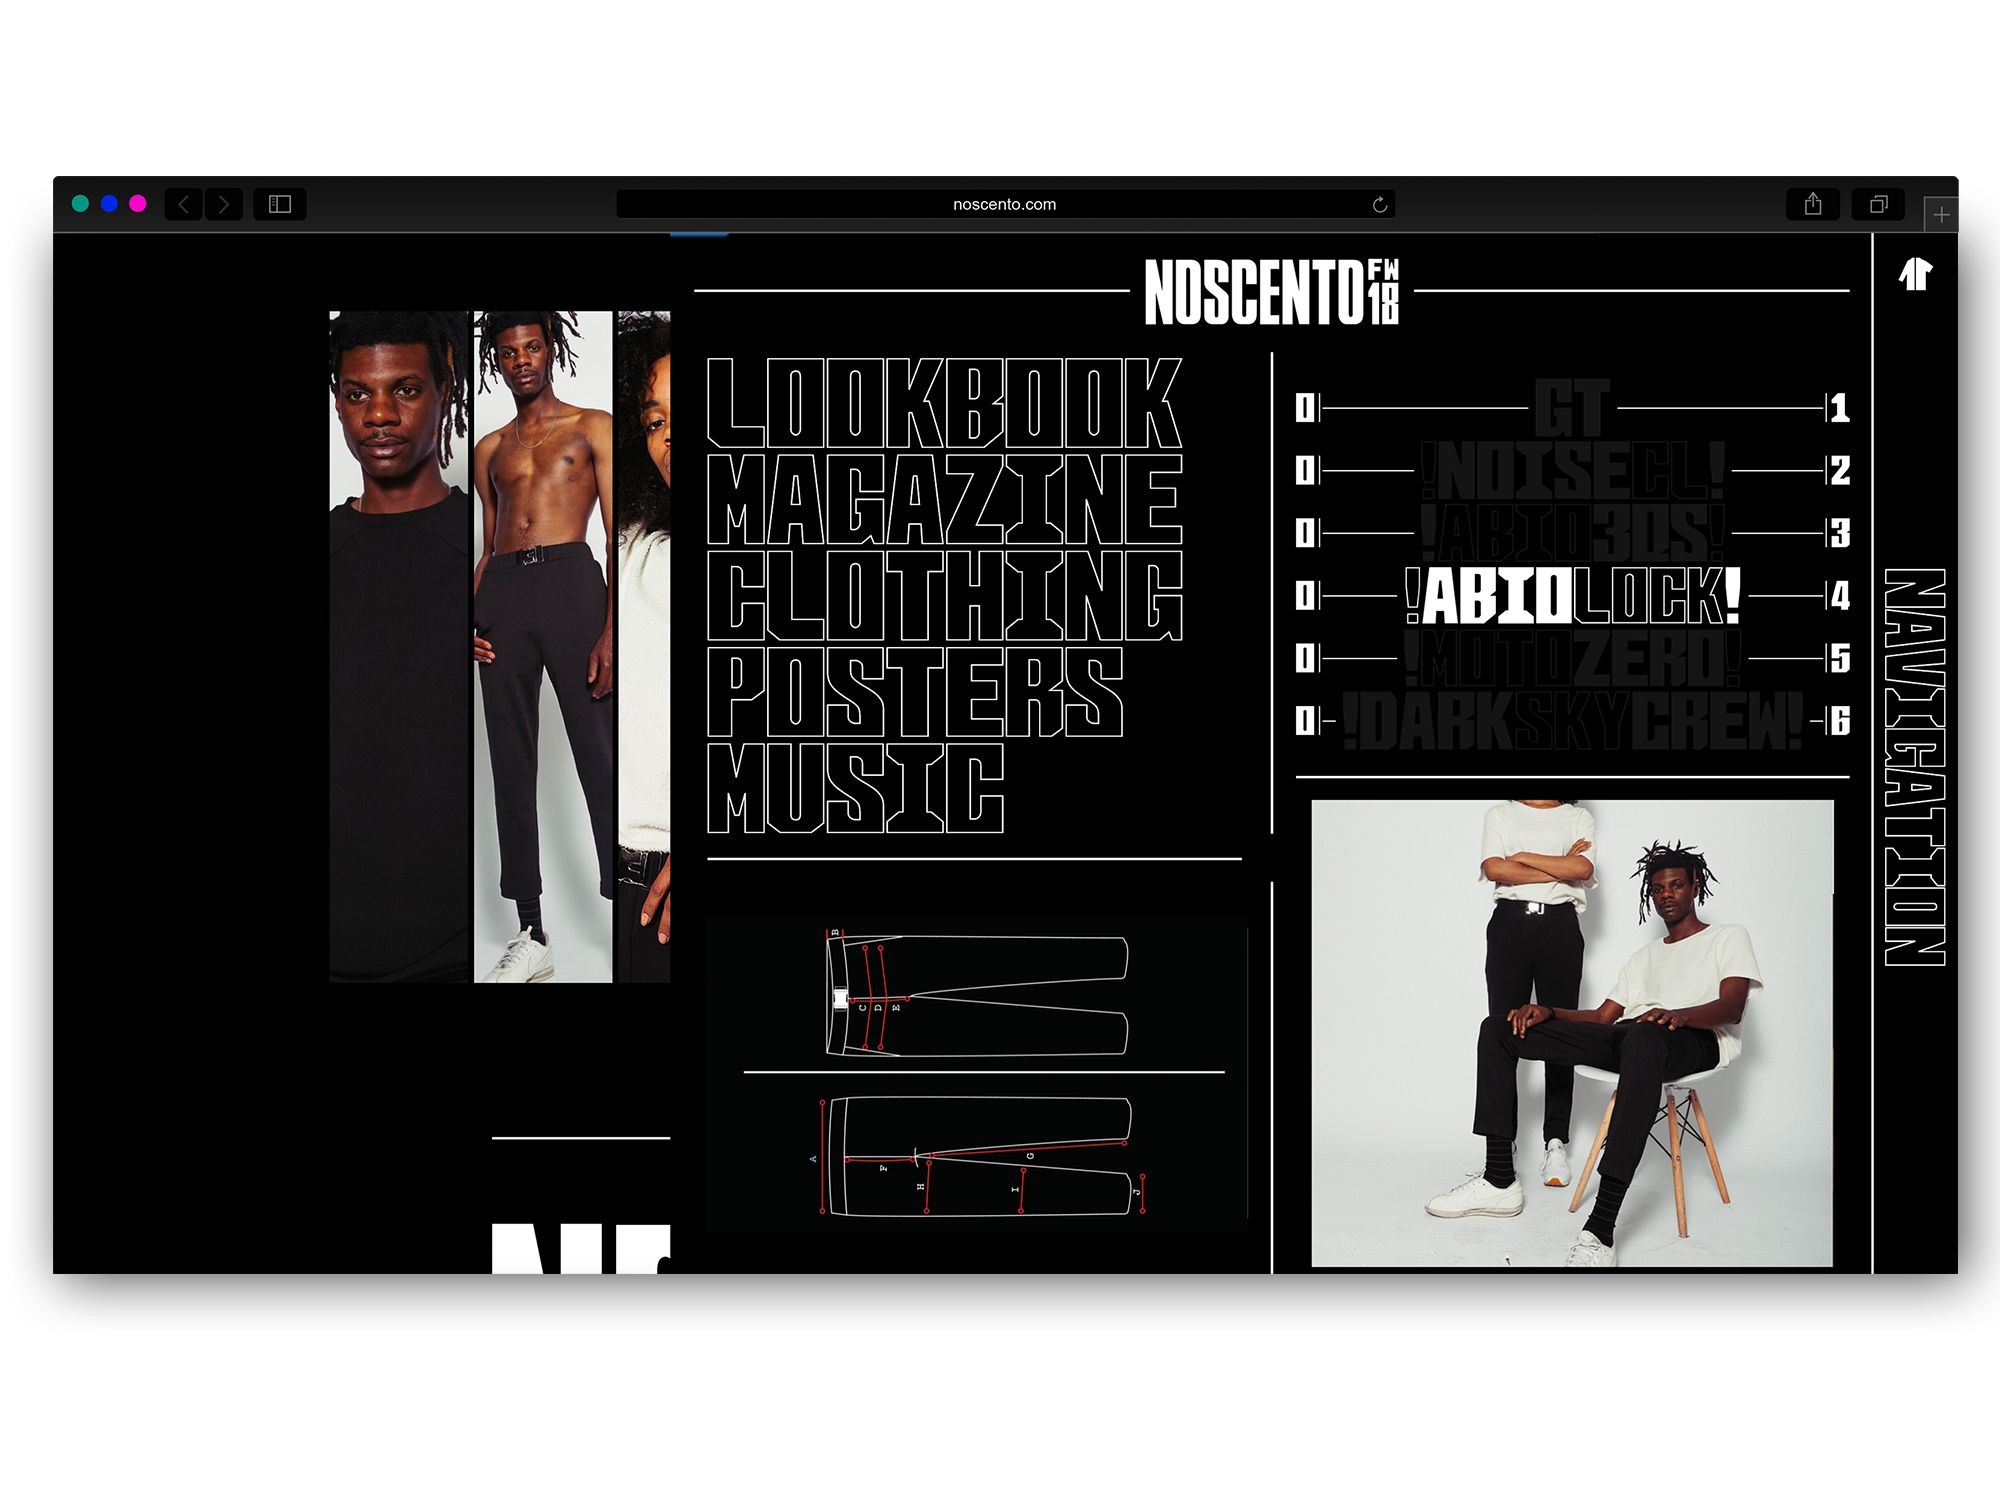 noscento.com
NOSCENTO FW 18
LOOKBOOK
MAGAZINE
CLOTHING
POSTERS
MUSIC
0 GT 1
0 !NOISECL! 2
0 !ABIO3QS! 3
0 !ABIOLOCK! 4
0 !MOTOZERO! 5
0 !DARKSKYCREW! 6
NAVIGATION
B
C D E
A
F
G
H
I
J